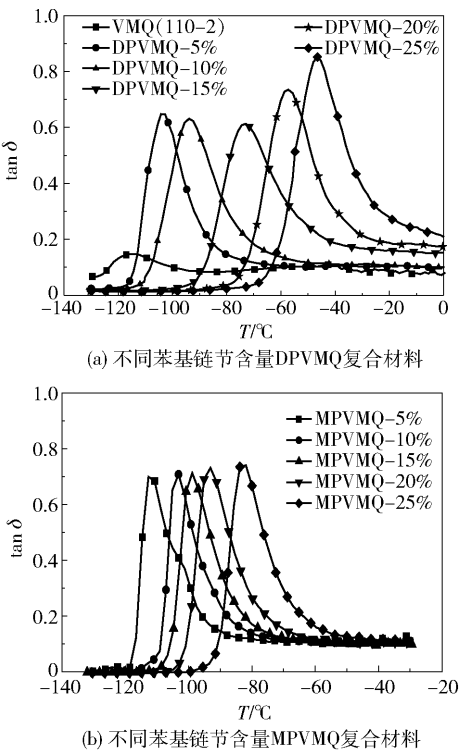 1.0
VMQ(110-2)
DPVMQ-20%
DPVMQ-5%
DPVMQ-25%
DPVMQ-10%
DPVMQ-15%
0.8
0.6
0.4
0.2
0
tan δ
-140 -120 -100 -80 -60 -40 -20 0
T/℃
(a) 不同苯基链节含量DPVMQ复合材料
1.0
MPVMQ-5%
MPVMQ-10%
MPVMQ-15%
MPVMQ-20%
MPVMQ-25%
0.8
0.6
0.4
0.2
0
tan δ
-140 -120 -100 -80 -60 -40 -20
T/℃
(b) 不同苯基链节含量MPVMQ复合材料